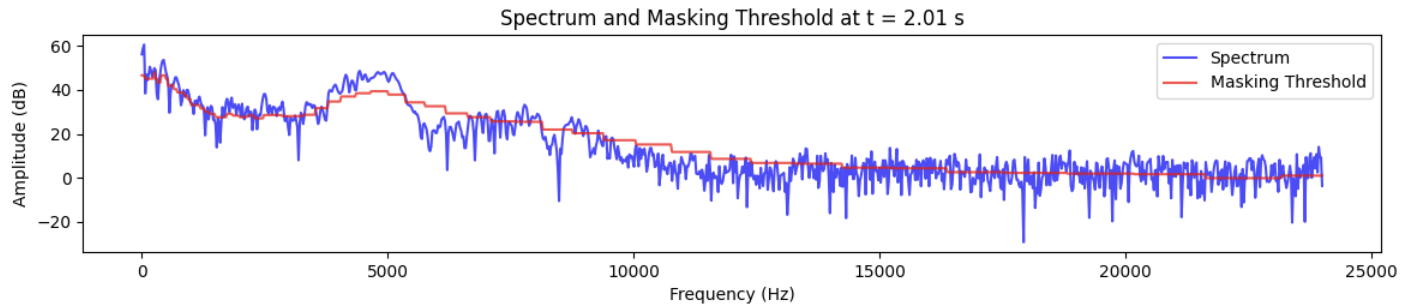 Spectrum and Masking Threshold at t = 2.01 s
Amplitude (dB)
60
40
20
0
−20
Spectrum
Masking Threshold
0 5000 10000 15000 20000 25000
Frequency (Hz)